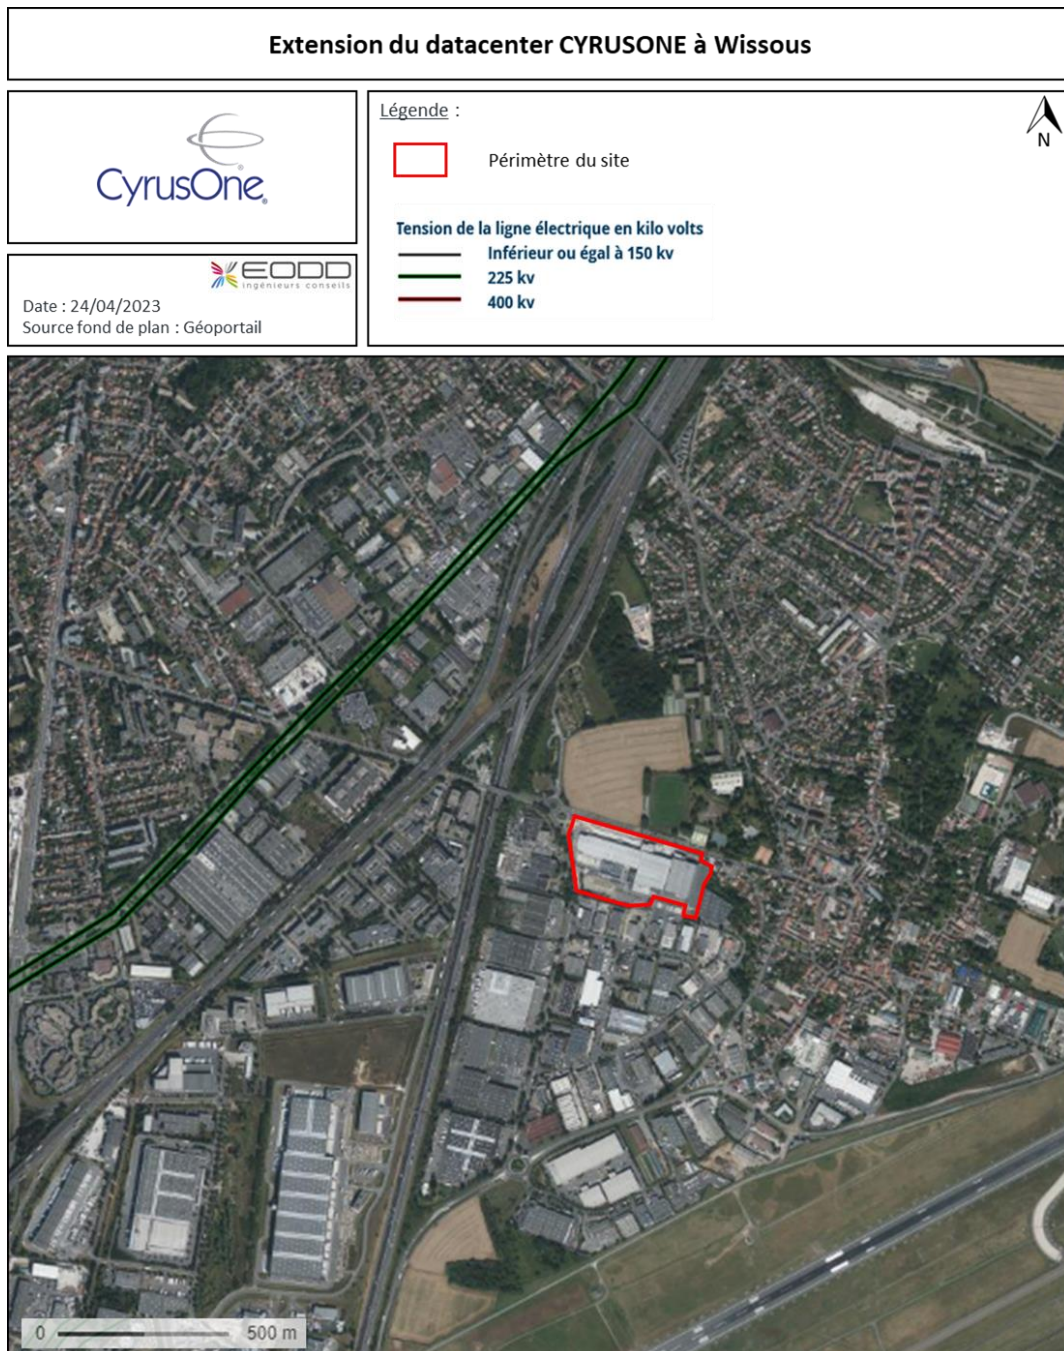 Extension du datacenter CYRUSONE à Wissous
CyrusOne®
Légende :
N
Périmètre du site
Tension de la ligne électrique en kilo volts
Inférieur ou égal à 150 kv
225 kv
400 kv
EODD
ingénieurs conseils
Date : 24/04/2023
Source fond de plan : Géoportail
0 500 m